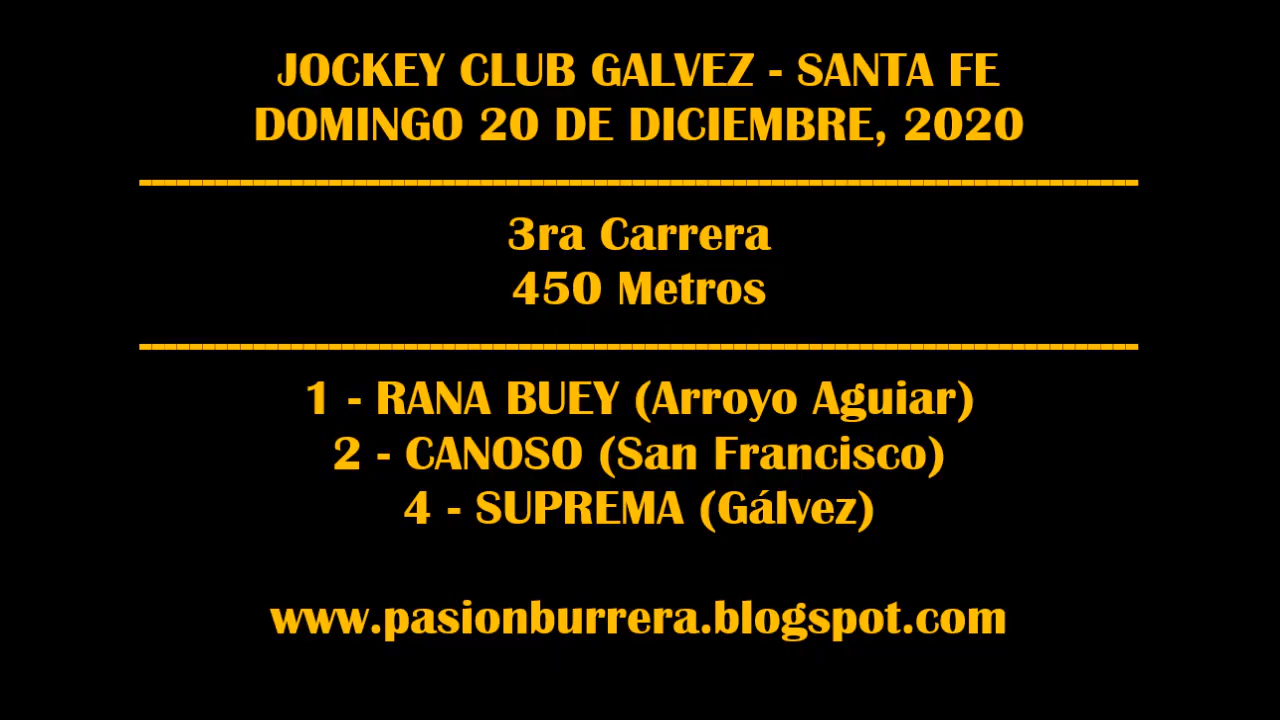 JOCKEY CLUB GALVEZ - SANTA FE
DOMINGO 20 DE DICIEMBRE, 2020
3ra Carrera
450 Metros
1 - RANA BUEY (Arroyo Aguiar)
2 - CANOSO (San Francisco)
4 - SUPREMA (Gálvez)
www.pasionburrera.blogspot.com